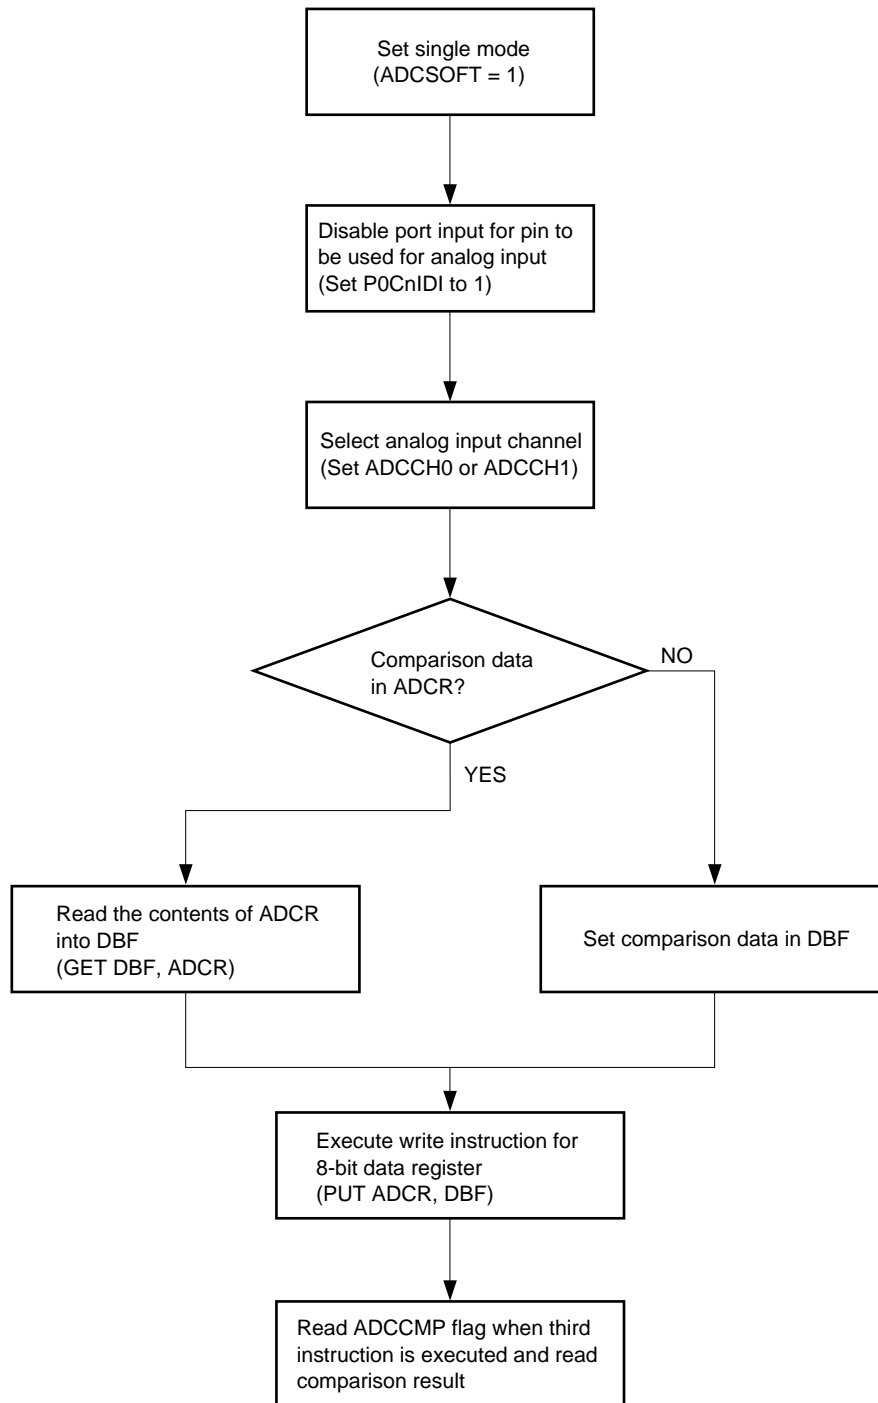 Set single mode
(ADCSOFT = 1)
Disable port input for pin to
be used for analog input
(Set P0CnIDI to 1)
Select analog input channel
(Set ADCCH0 or ADCCH1)
Comparison data
in ADCR?
NO
YES
Read the contents of ADCR
into DBF
(GET DBF, ADCR)
Set comparison data in DBF
Execute write instruction for
8-bit data register
(PUT ADCR, DBF)
Read ADCCMP flag when third
instruction is executed and read
comparison result